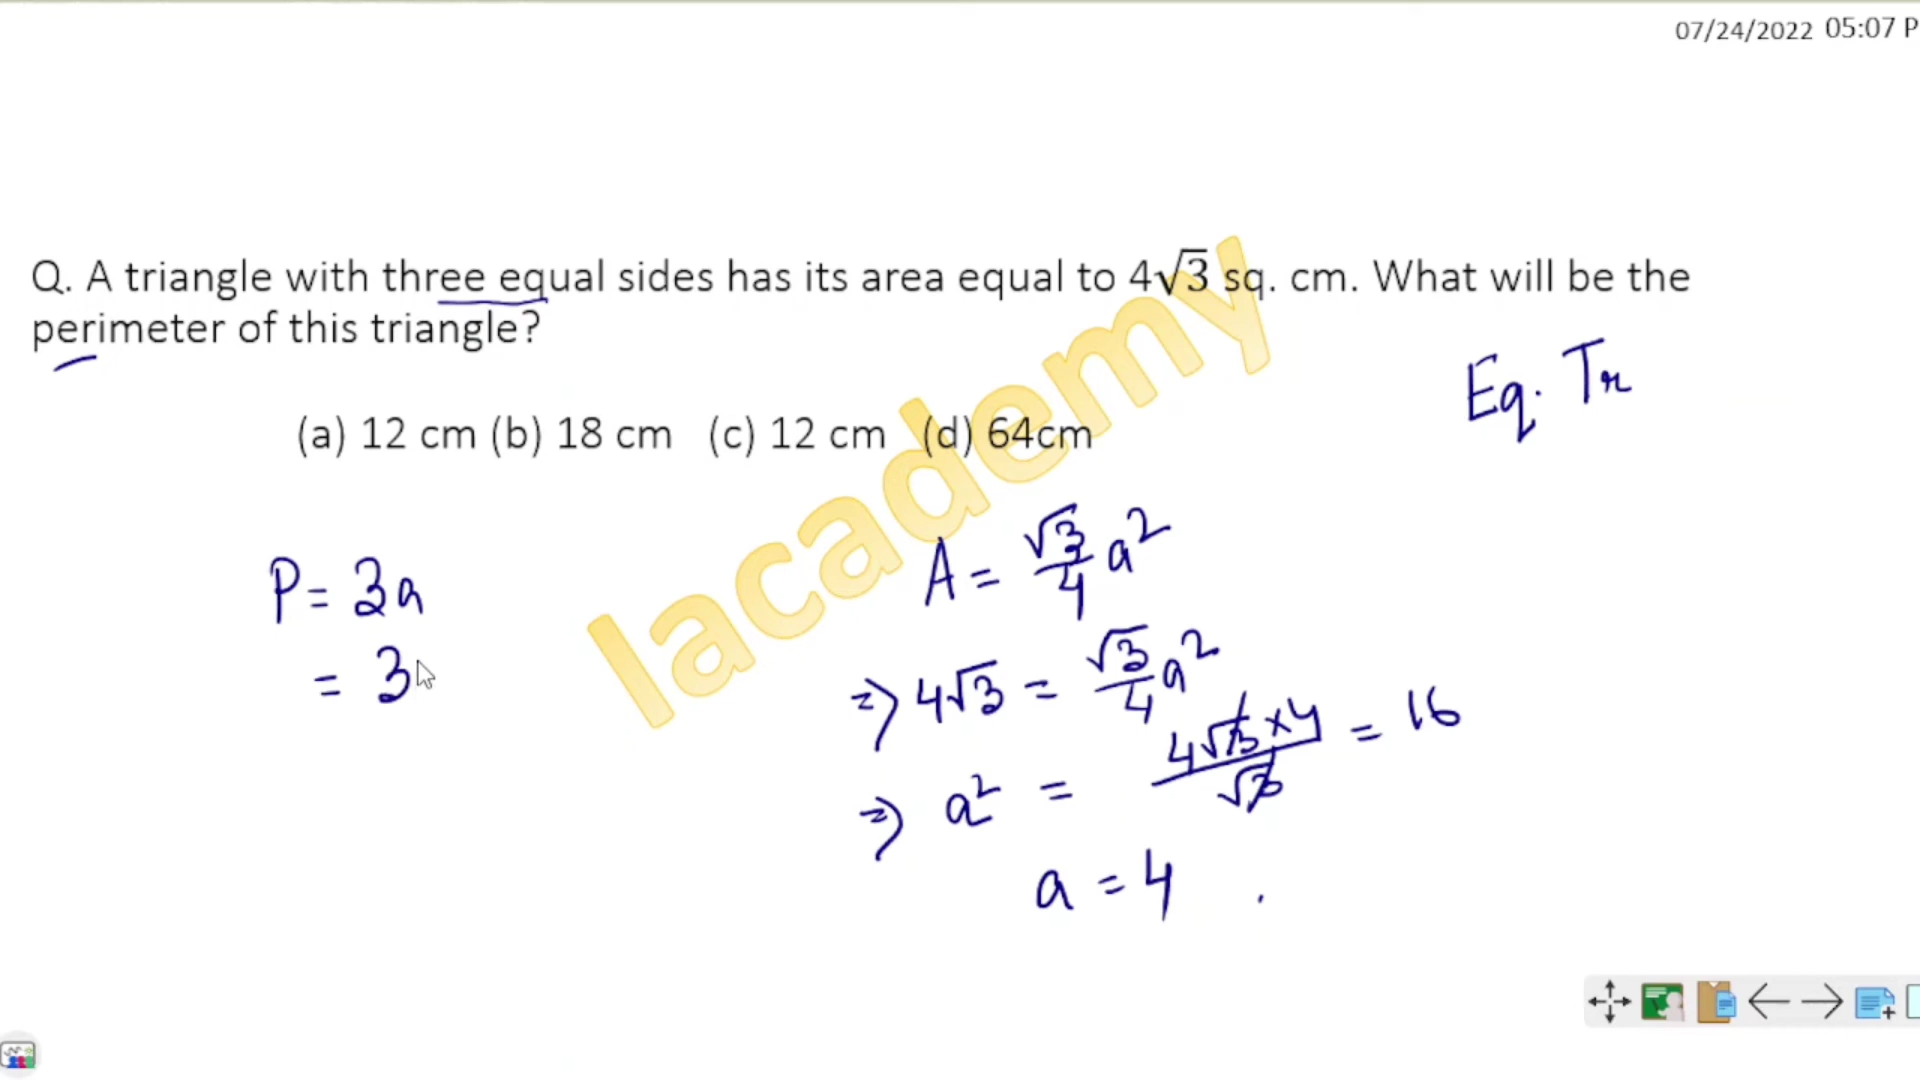 07/24/2022 05:07 P
Q. A triangle with three equal sides has its area equal to 4√3 sq. cm. What will be the
perimeter of this triangle?
Eq. Tr
(a) 12 cm (b) 18 cm (c) 12 cm (d) 64cm
lacademy
P = 3a
= 3
A = √3/4 a²
⇒ 4√3 = √3/4 a²
⇒ a² = 4√3 × 4/√3 = 16
a = 4 .